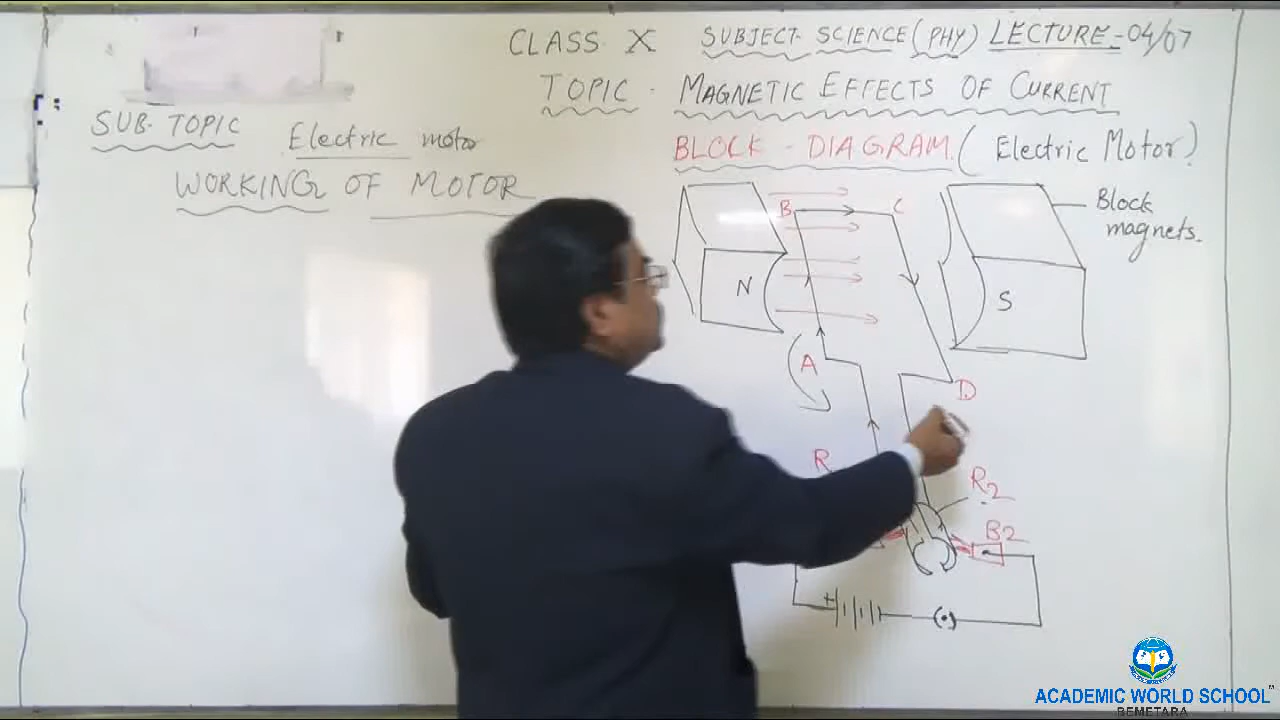 CLASS X SUBJECT SCIENCE (PHY) LECTURE - 04/07
TOPIC - MAGNETIC EFFECTS OF CURRENT
SUB-TOPIC Electric motor
BLOCK - DIAGRAM (Electric Motor)
WORKING OF MOTOR
B
C
Block
magnets.
N
S
A
D
R
R2
B2
+
ACADEMIC WORLD SCHOOL
BEMETARA